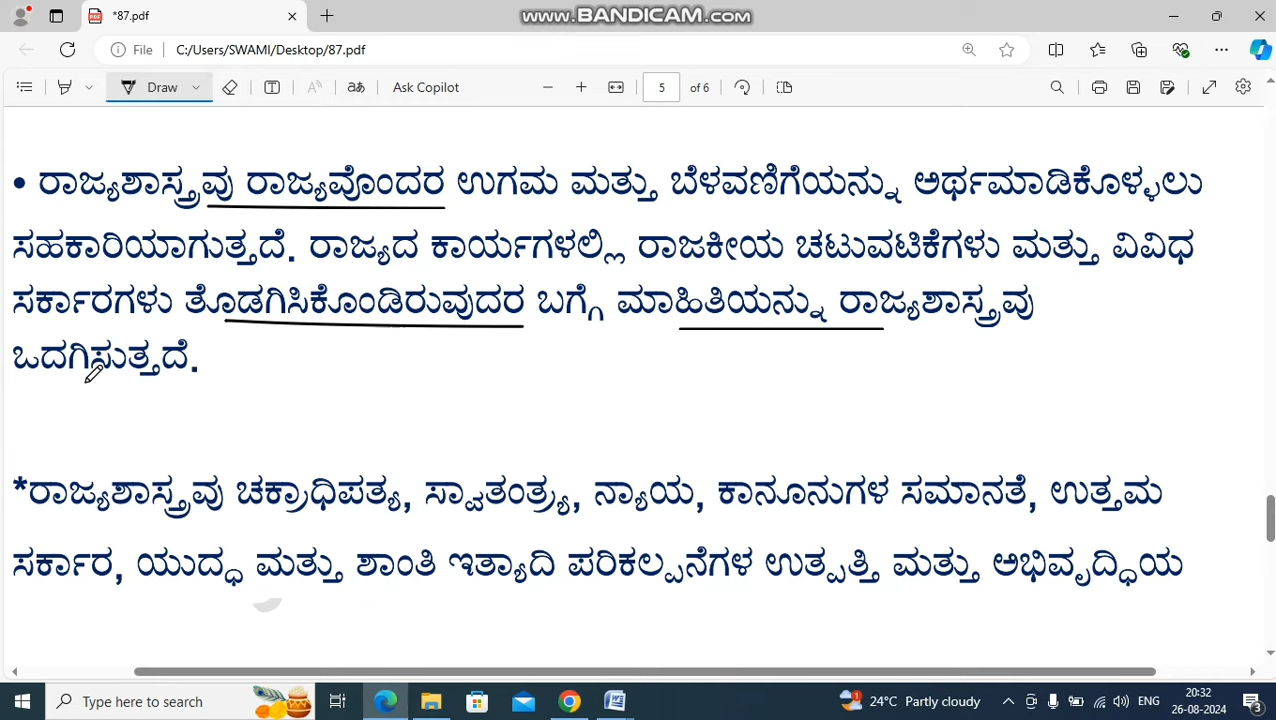 www.BANDICAM.com
*87.pdf
File C:/Users/SWAMI/Desktop/87.pdf
Draw Ask Copilot 5 of 6
• ರಾಜ್ಯಶಾಸ್ತ್ರವು ರಾಜ್ಯವೊಂದರ ಉಗಮ ಮತ್ತು ಬೆಳವಣಿಗೆಯನ್ನು ಅರ್ಥಮಾಡಿಕೊಳ್ಳಲು
ಸಹಕಾರಿಯಾಗುತ್ತದೆ. ರಾಜ್ಯದ ಕಾರ್ಯಗಳಲ್ಲಿ ರಾಜಕೀಯ ಚಟುವಟಿಕೆಗಳು ಮತ್ತು ವಿವಿಧ
ಸರ್ಕಾರಗಳು ತೊಡಗಿಸಿಕೊಂಡಿರುವುದರ ಬಗ್ಗೆ ಮಾಹಿತಿಯನ್ನು ರಾಜ್ಯಶಾಸ್ತ್ರವು
ಒದಗಿಸುತ್ತದೆ.
*ರಾಜ್ಯಶಾಸ್ತ್ರವು ಚಕ್ರಾಧಿಪತ್ಯ, ಸ್ವಾತಂತ್ರ್ಯ, ನ್ಯಾಯ, ಕಾನೂನುಗಳ ಸಮಾನತೆ, ಉತ್ತಮ
ಸರ್ಕಾರ, ಯುದ್ಧ ಮತ್ತು ಶಾಂತಿ ಇತ್ಯಾದಿ ಪರಿಕಲ್ಪನೆಗಳ ಉತ್ಪತ್ತಿ ಮತ್ತು ಅಭಿವೃದ್ಧಿಯ
Type here to search 24°C Partly cloudy ENG 20:32
26-08-2024 3